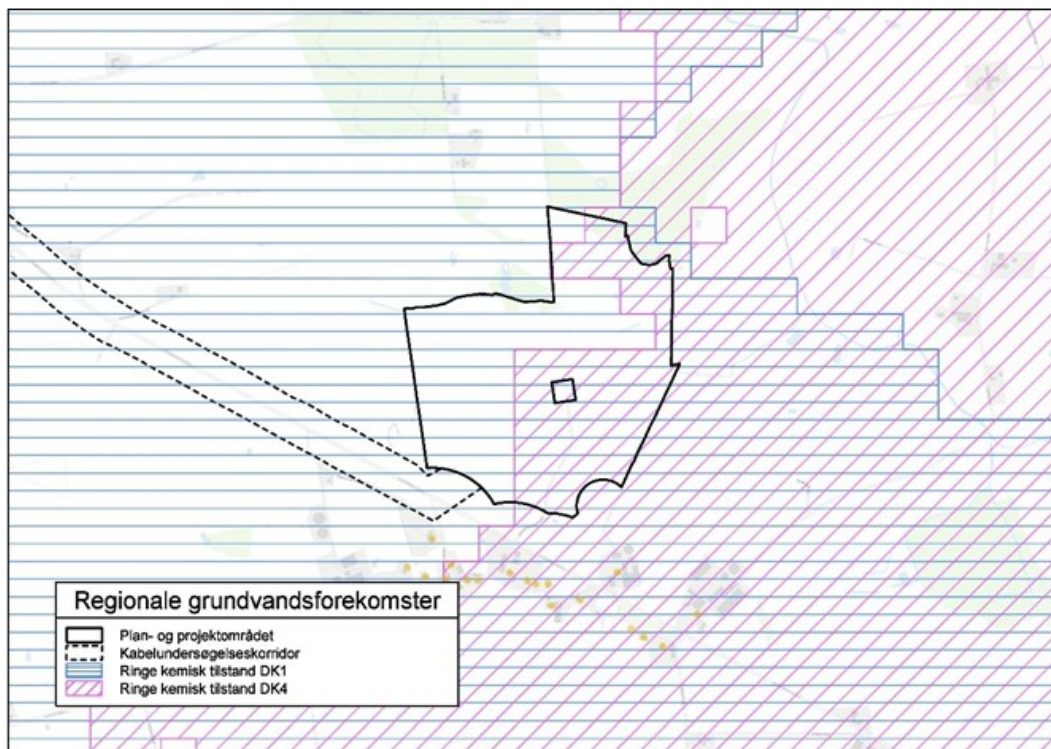 Regionale grundvandsforekomster
Plan- og projektområdet
Kabelundersøgelseskorridor
Ringe kemisk tilstand DK1
Ringe kemisk tilstand DK4